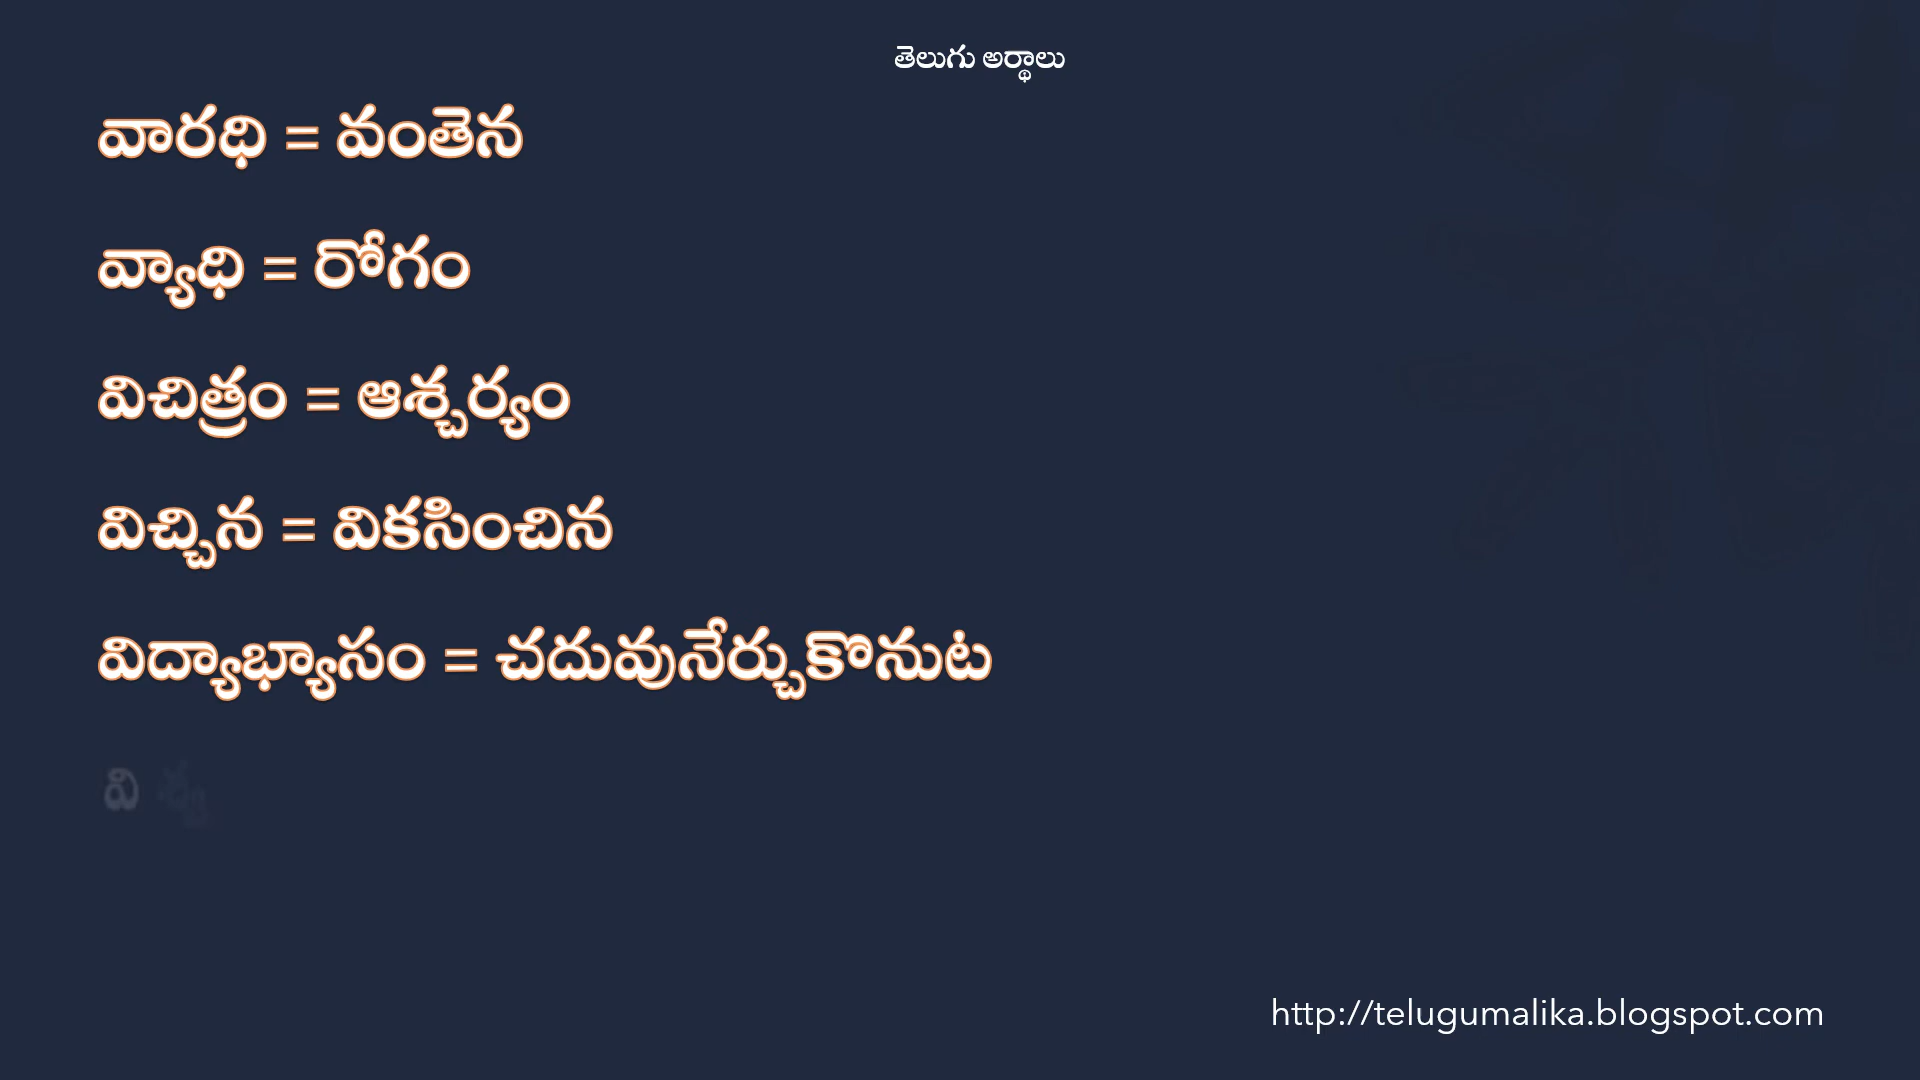 తెలుగు అర్థాలు
వారధి = వంతెన
వ్యాధి = రోగం
విచిత్రం = ఆశ్చర్యం
విచ్చిన = వికసించిన
విద్యాభ్యాసం = చదువునేర్చుకొనుట
http://telugumalika.blogspot.com